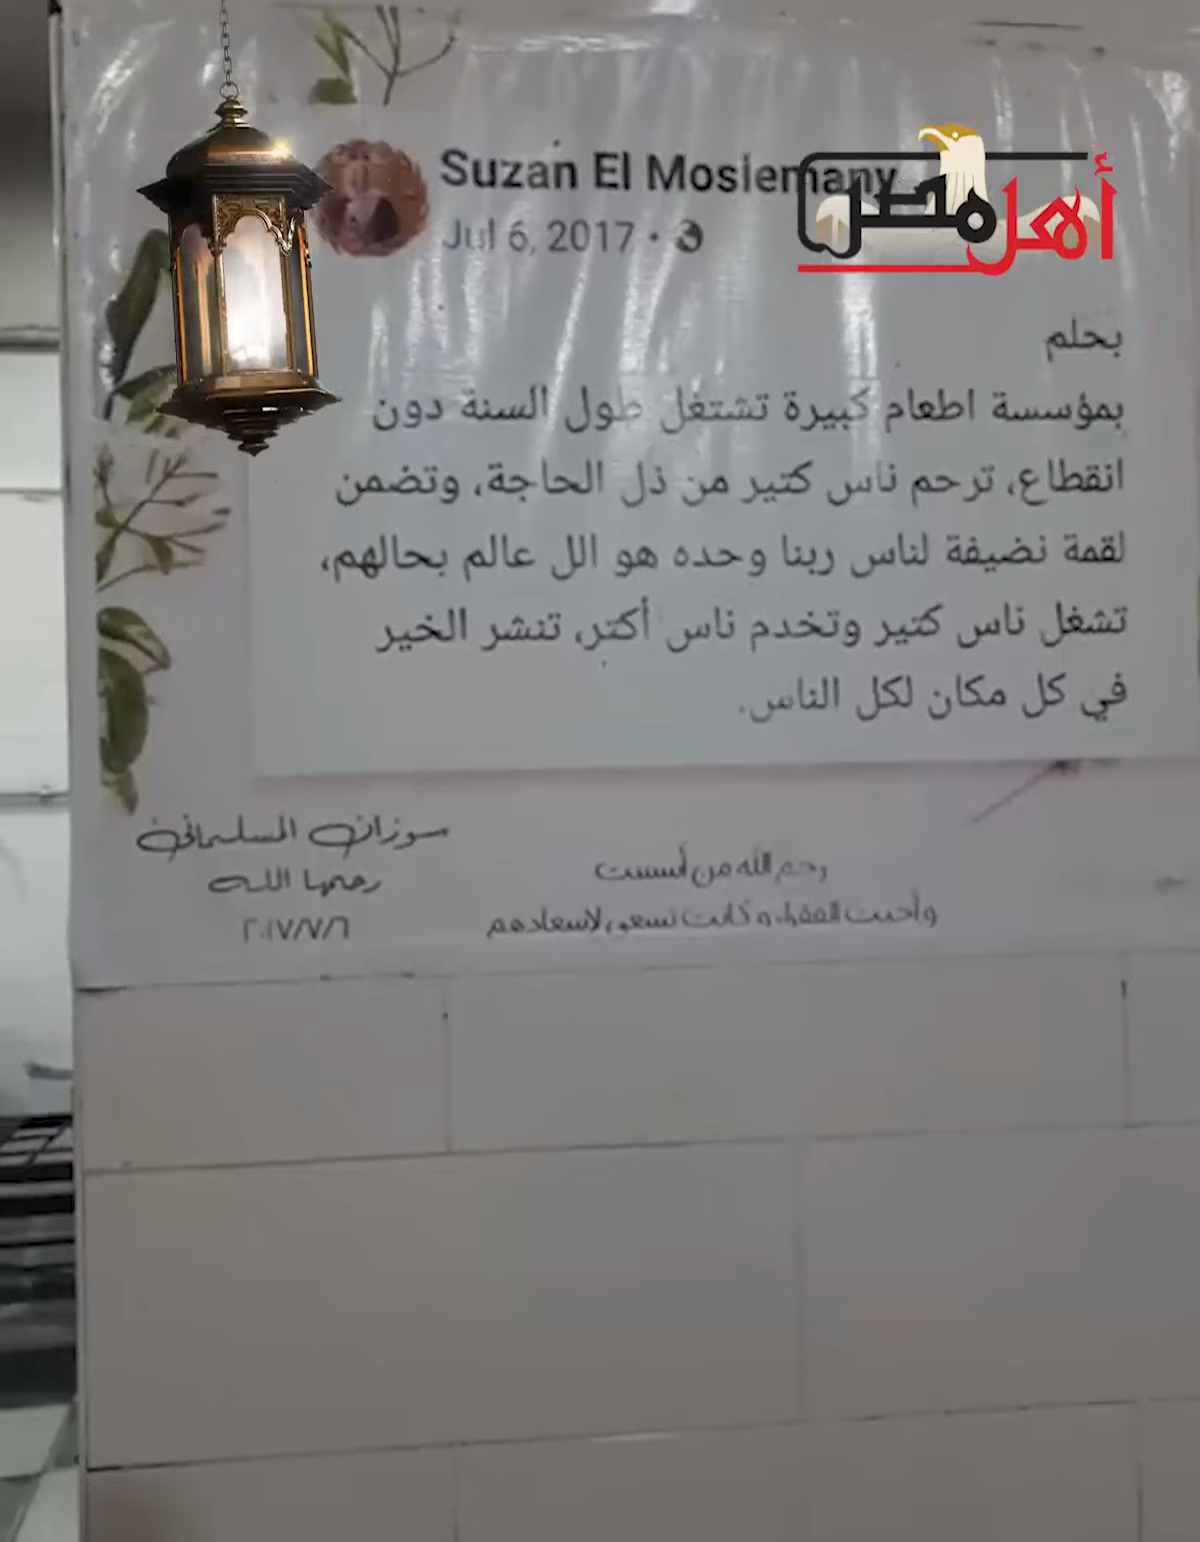 Suzan El Moslemany
Jul 6, 2017
أهل مصر
بحلم
بمؤسسة اطعام كبيرة تشتغل طول السنة دون
انقطاع، ترحم ناس كتير من ذل الحاجة، وتضمن
لقمة نضيفة لناس ربنا وحده هو اللل عالم بحالهم،
تشغل ناس كتير وتخدم ناس أكتر، تنشر الخير
في كل مكان لكل الناس.
سوزان المسلماني
رحمها الله
٢٠١٧/٧/٦
رحم الله من أسست
وأحبت الفقراء وكانت تسعى لاسعادهم